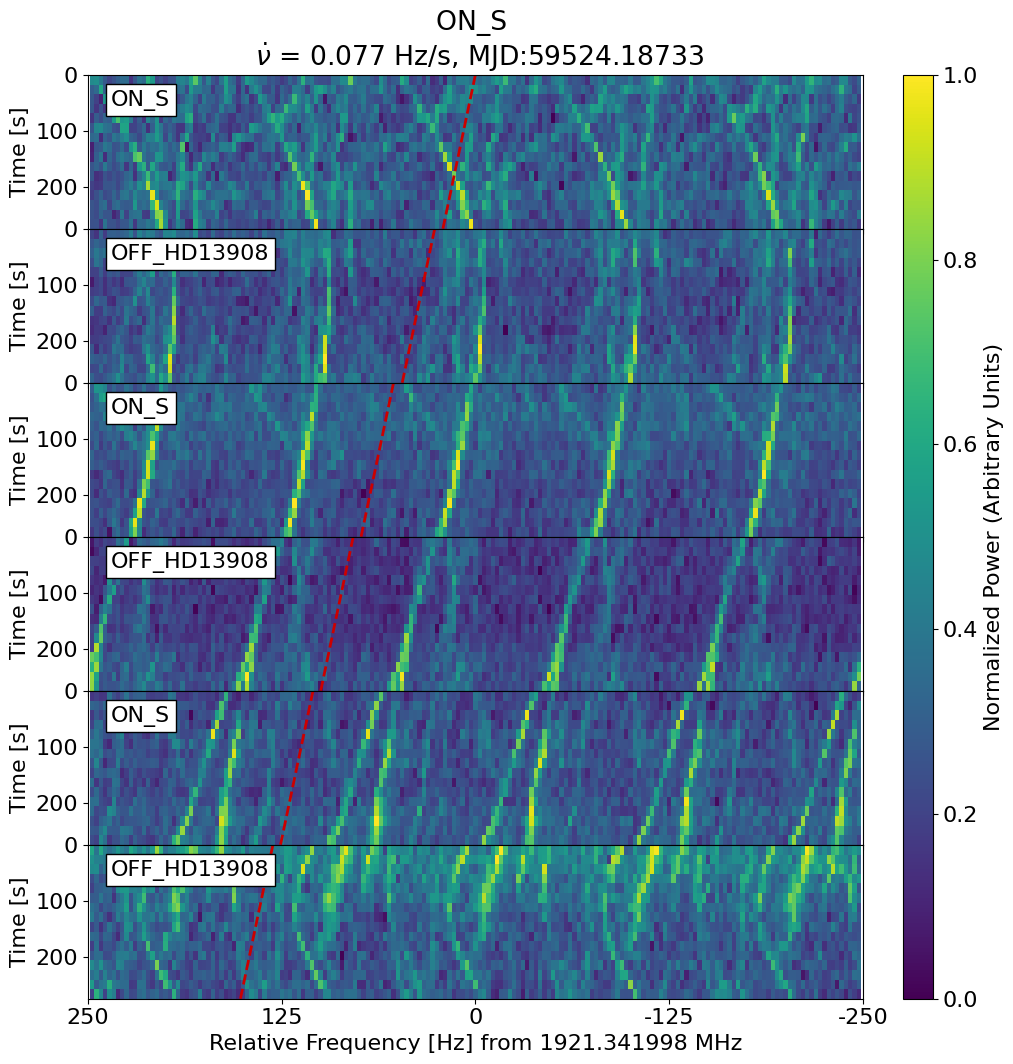 ON_S
ν̇ = 0.077 Hz/s, MJD:59524.18733
0
ON_S
100
200
Time [s]
0
OFF_HD13908
100
200
Time [s]
0
ON_S
100
200
Time [s]
0
OFF_HD13908
100
200
Time [s]
0
ON_S
100
200
Time [s]
0
OFF_HD13908
100
200
Time [s]
250 125 0 -125 -250
Relative Frequency [Hz] from 1921.341998 MHz
1.0
0.8
0.6
0.4
0.2
0.0
Normalized Power (Arbitrary Units)